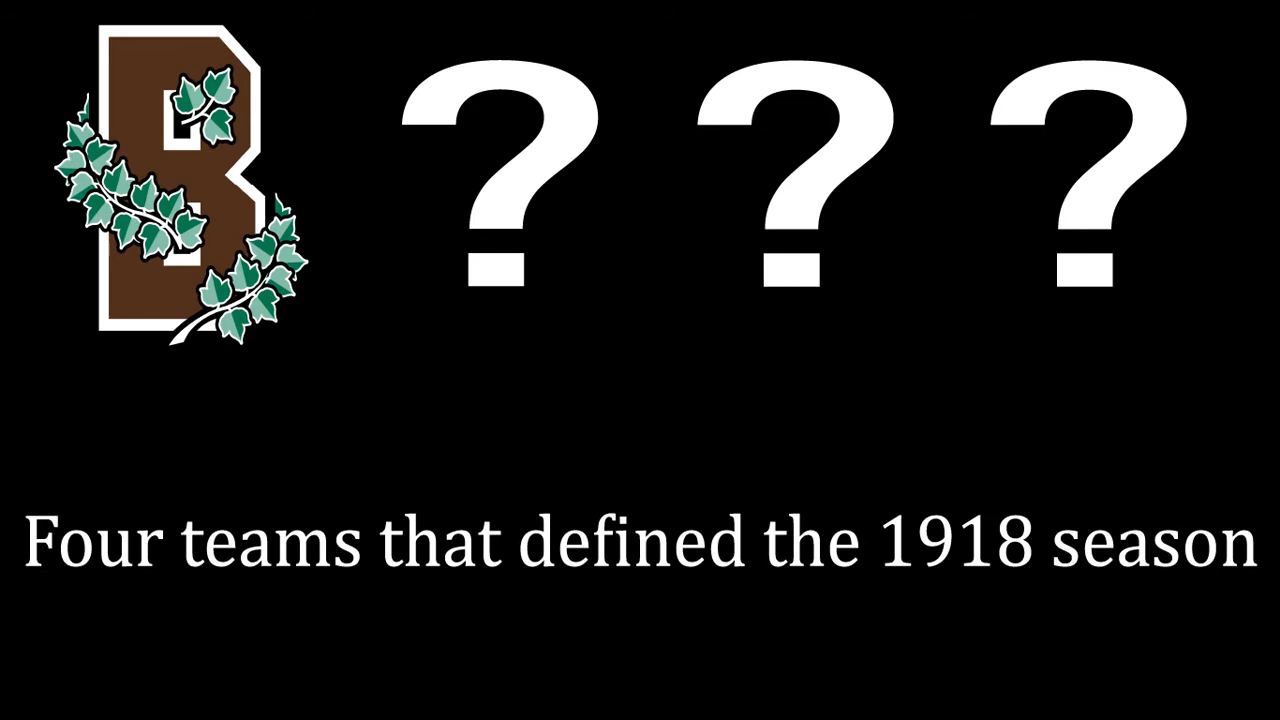 B ? ? ?
Four teams that defined the 1918 season